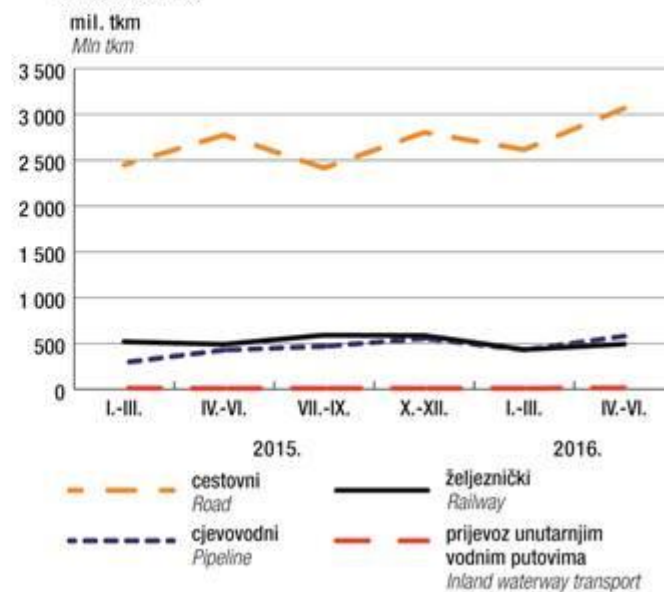 mil. tkm
Mln tkm
3 500
3 000
2 500
2 000
1 500
1 000
500
0
I.-III. IV.-VI. VII.-IX. X.-XII. I.-III. IV.-VI.
2015. 2016.
cestovni
Road
željeznički
Railway
cjevovodni
Pipeline
prijevoz unutarnjim
vodnim putovima
Inland waterway transport